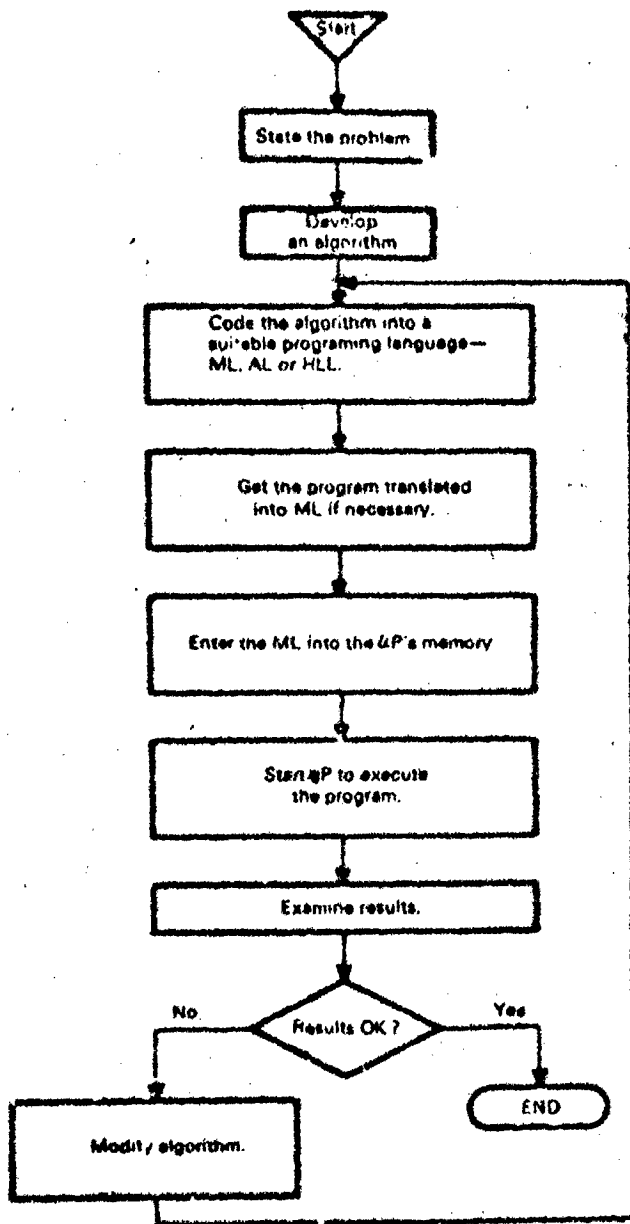 Start
State the problem
Develop
an algorithm
Code the algorithm into a
suitable programing language—
ML, AL or HLL.
Get the program translated
into ML if necessary.
Enter the ML into the μP's memory
Start μP to execute
the program.
Examine results.
Results OK ?
No
Yes
END
Modify algorithm.